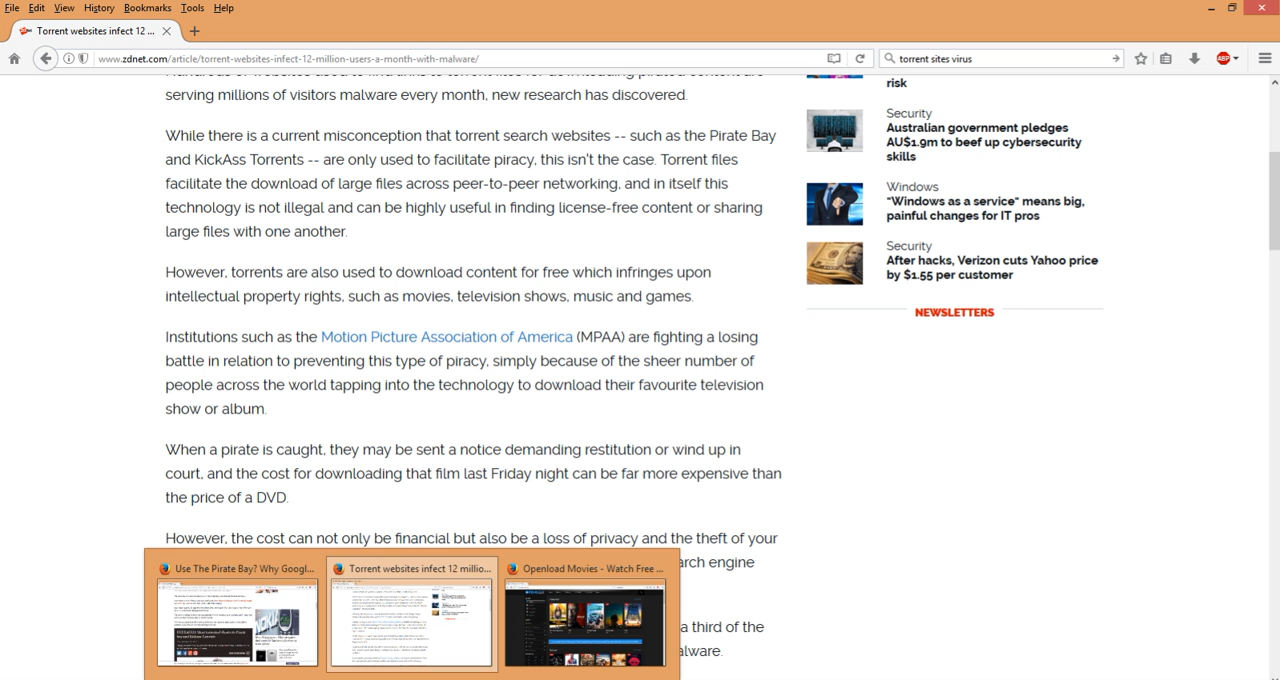 File Edit View History Bookmarks Tools Help
Torrent websites infect 12 ...
www.zdnet.com/article/torrent-websites-infect-12-million-users-a-month-with-malware/
torrent sites virus
ABP
serving millions of visitors malware every month, new research has discovered.
While there is a current misconception that torrent search websites -- such as the Pirate Bay
and KickAss Torrents -- are only used to facilitate piracy, this isn't the case. Torrent files
facilitate the download of large files across peer-to-peer networking, and in itself this
technology is not illegal and can be highly useful in finding license-free content or sharing
large files with one another.
However, torrents are also used to download content for free which infringes upon
intellectual property rights, such as movies, television shows, music and games.
Institutions such as the Motion Picture Association of America (MPAA) are fighting a losing
battle in relation to preventing this type of piracy, simply because of the sheer number of
people across the world tapping into the technology to download their favourite television
show or album.
When a pirate is caught, they may be sent a notice demanding restitution or wind up in
court, and the cost for downloading that film last Friday night can be far more expensive than
the price of a DVD.
However, the cost can not only be financial but also be a loss of privacy and the theft of your
arch engine
a third of the
alware.
risk
Security
Australian government pledges
AU$1.9m to beef up cybersecurity
skills
Windows
"Windows as a service" means big,
painful changes for IT pros
Security
After hacks, Verizon cuts Yahoo price
by $1.55 per customer
NEWSLETTERS
Use The Pirate Bay? Why Googl...
Torrent websites infect 12 millio...
Openload Movies - Watch Free ...